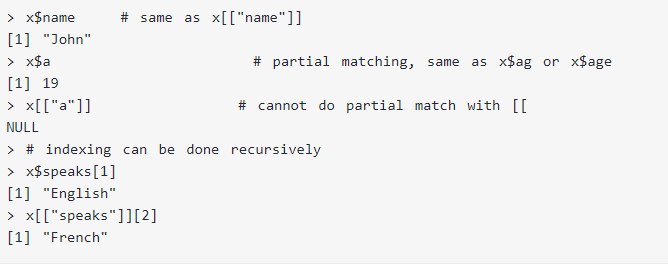 > x$name    # same as x[["name"]]
[1] "John"
> x$a                 # partial matching, same as x$ag or x$age
[1] 19
> x[["a"]]            # cannot do partial match with [[
NULL
> # indexing can be done recursively
> x$speaks[1]
[1] "English"
> x[["speaks"]][2]
[1] "French"